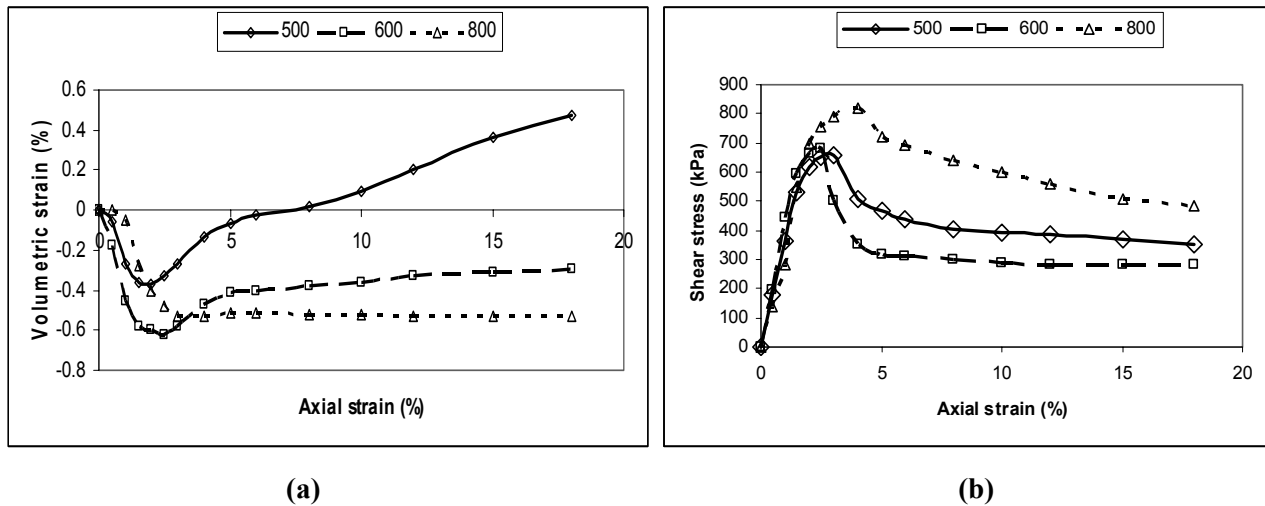 500 600 800
0.6
0.4
0.2
0
-0.2
-0.4
-0.6
-0.8
0 5 10 15 20
Volumetric strain (%)
Axial strain (%)
(a)
500 600 800
900
800
700
600
500
400
300
200
100
0
0 5 10 15 20
Shear stress (kPa)
Axial strain (%)
(b)